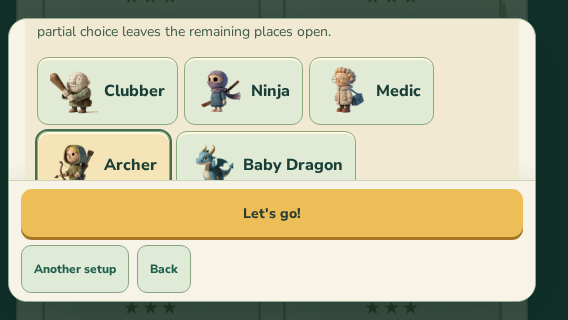 partial choice leaves the remaining places open.
Clubber
Ninja
Medic
Archer
Baby Dragon
Let's go!
Another setup
Back